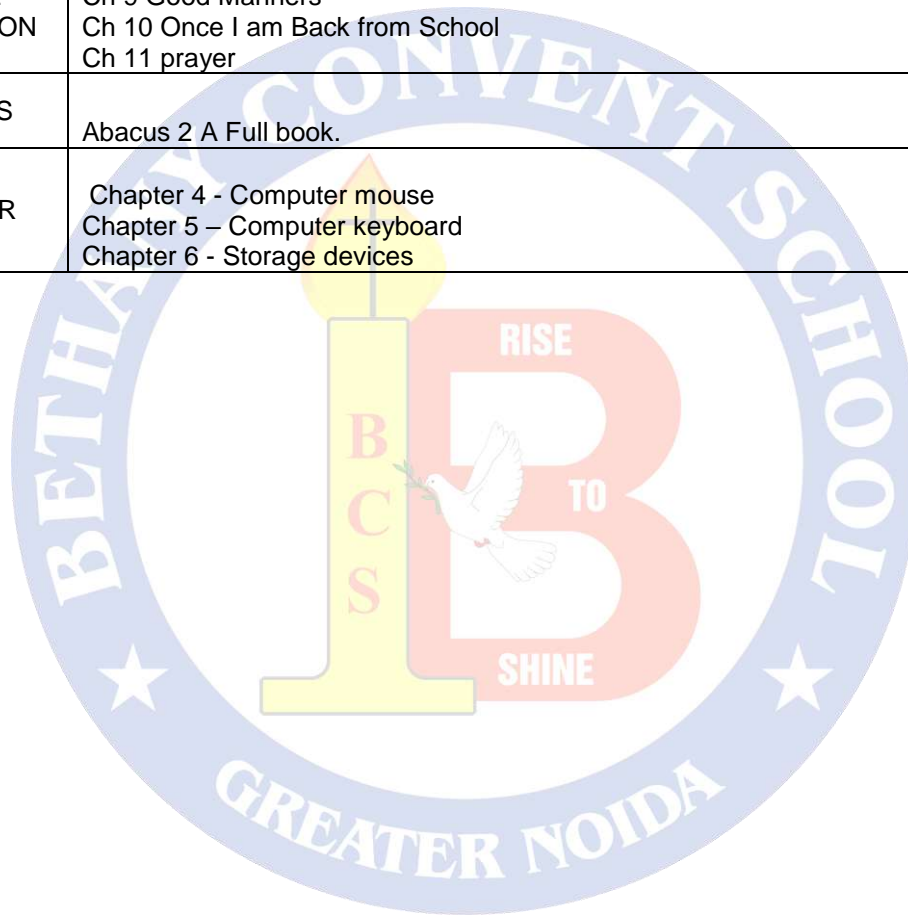 Ch 9 Good Manners
ON
Ch 10 Once I am Back from School
Ch 11 prayer
S
Abacus 2 A Full book.
R
Chapter 4 - Computer mouse
Chapter 5 – Computer keyboard
Chapter 6 - Storage devices
BETHANY CONVENT SCHOOL
RISE
B
C
TO
S
SHINE
GREATER NOIDA